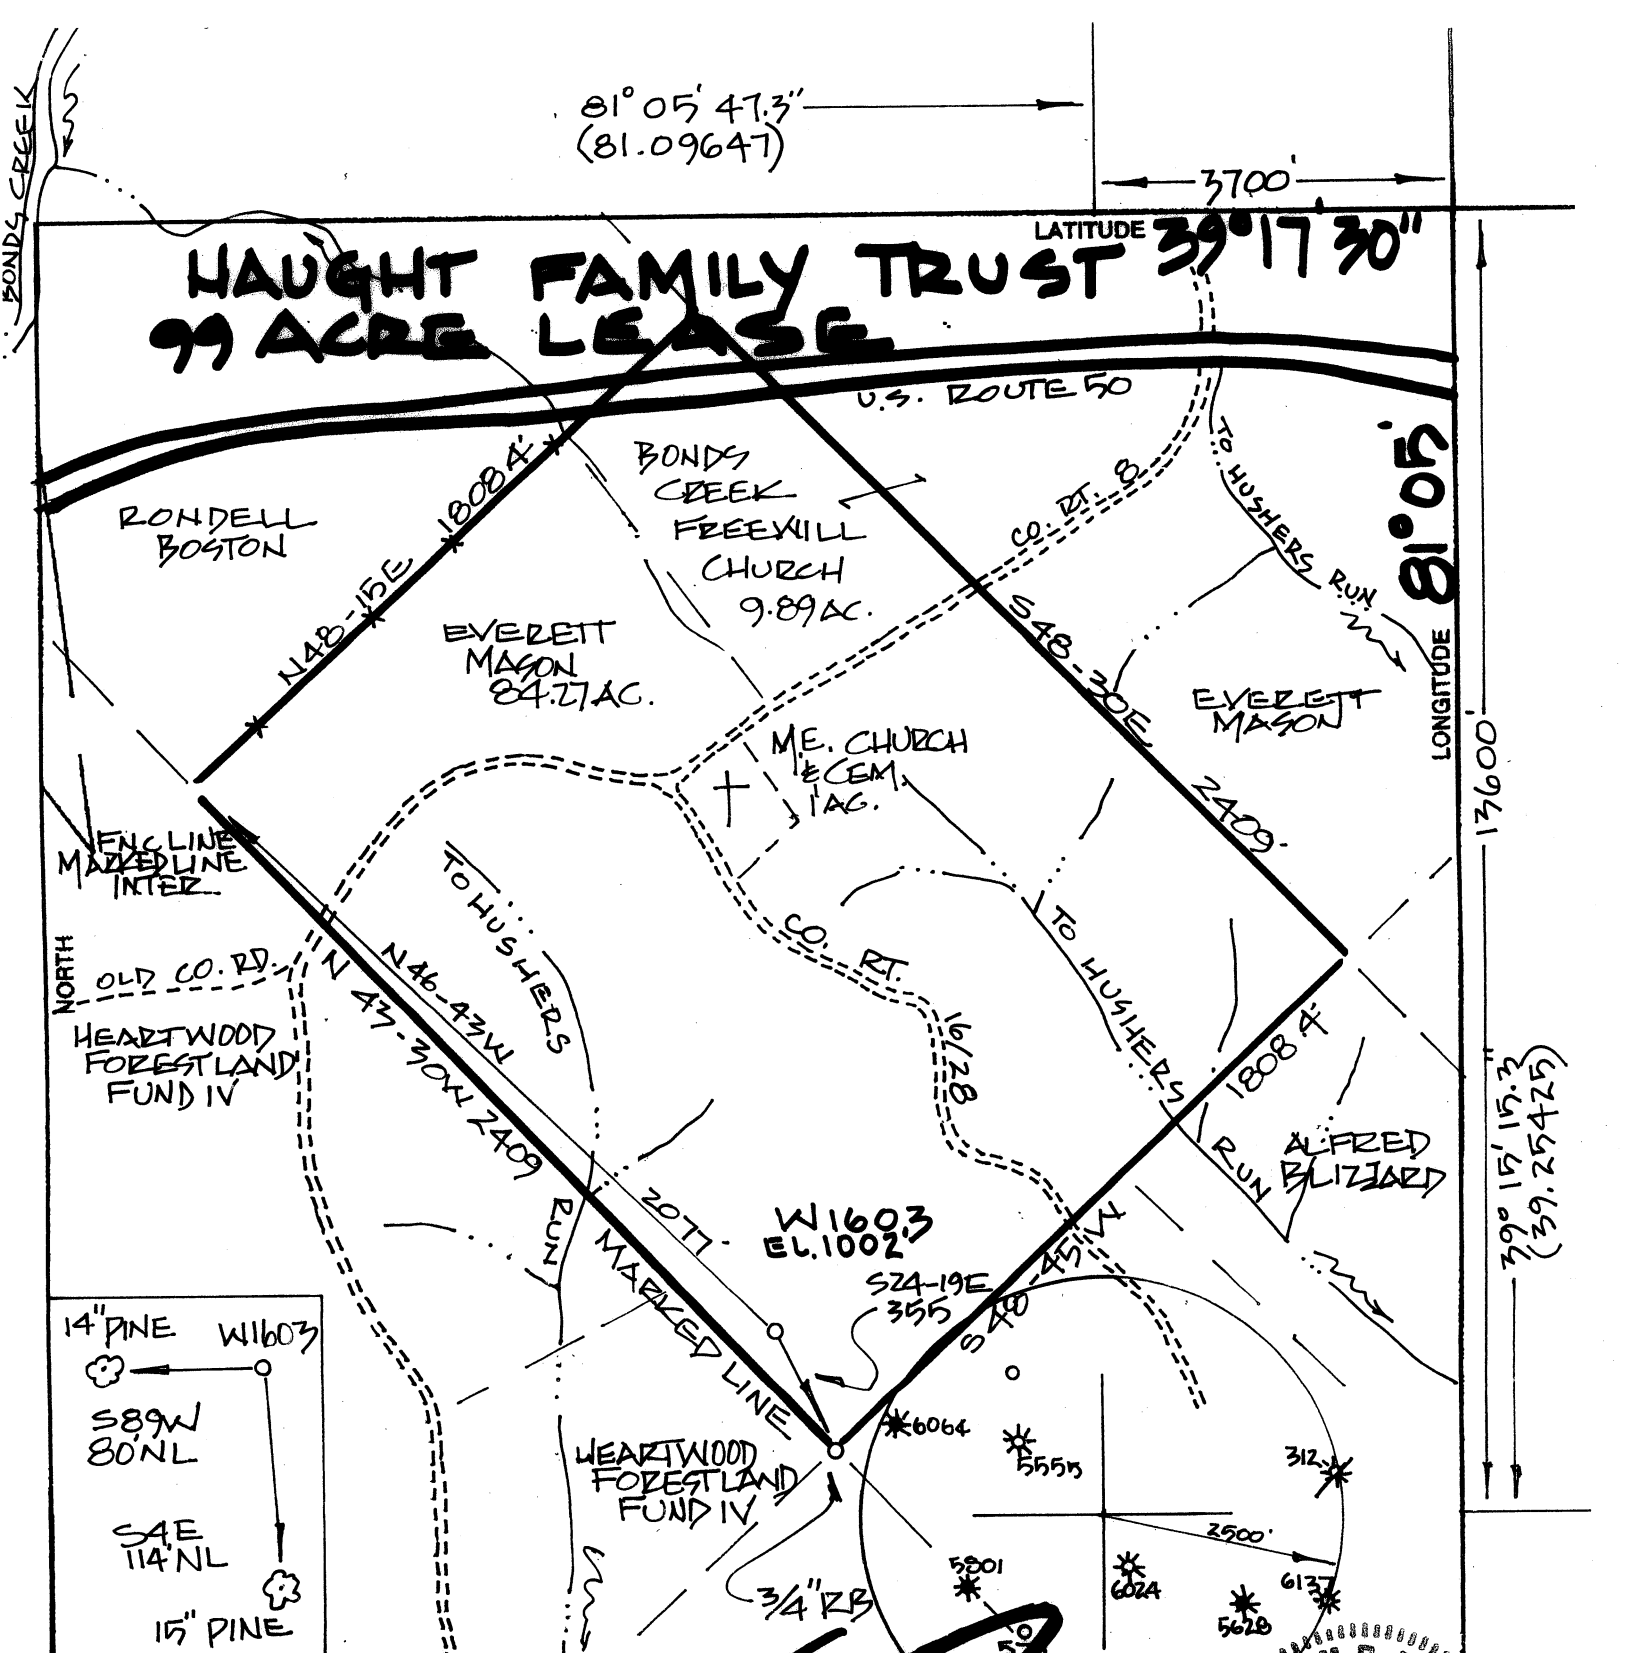 BONDS CREEK
81° 05' 47.3"
(81.09647)
3700'
LATITUDE 39° 17' 30"
HAUGHT FAMILY TRUST
99 ACRE LEASE
U.S. ROUTE 50
81° 05'
LONGITUDE
13600'
39° 15' 15.3"
(39.25425)
RONDELL
BOSTON
N48-15E
1808.4'
BONDS
CREEK
FREEWILL
CHURCH
9.89 AC.
CO. RT. 8
TO HUSHERS RUN
EVERETT
MASON
84.27 AC.
S48-30E
2409.
EVERETT
MASON
M.E. CHURCH
& CEM.
1 AC.
FNC LINE
MARKED LINE
INTER.
NORTH
OLD CO. RD.
HEARTWOOD
FORESTLAND
FUND IV
TO HUSHERS
RUN
N 43-30W 2409
N46-43W
2077.
MARKED LINE
CO. RT.
16/28
TO HUSHERS
RUN
1808.4'
S 48-45W
ALFRED
BLIZZARD
W1603
EL. 1002'
S24-19E
355
14" PINE W1603
S89W
80' NL
S4E
114' NL
15" PINE
HEARTWOOD
FORESTLAND
FUND IV
3/4" RB
6064
5555
312
2500'
5801
6024
6137
5628